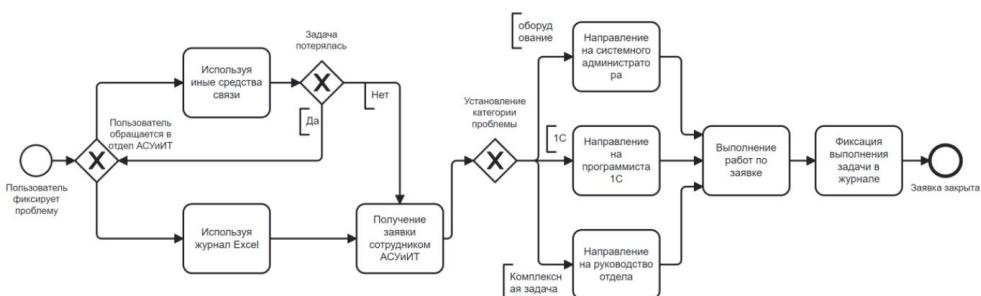 Пользователь
фиксирует
проблему
Пользователь
обращается в
отдел АСУиИТ
Используя
иные средства
связи
Задача
потерялась
Нет
Да
Используя
журнал Excel
Получение
заявки
сотрудником
АСУиИТ
Установление
категории
проблемы
оборуд
ование
Направление
на системного
администрато
ра
1С
Направление
на
программиста
1С
Комплексн
ая задача
Направление
на руководство
отдела
Выполнение
работ по
заявке
Фиксация
выполнения
задачи в
журнале
Заявка закрыта